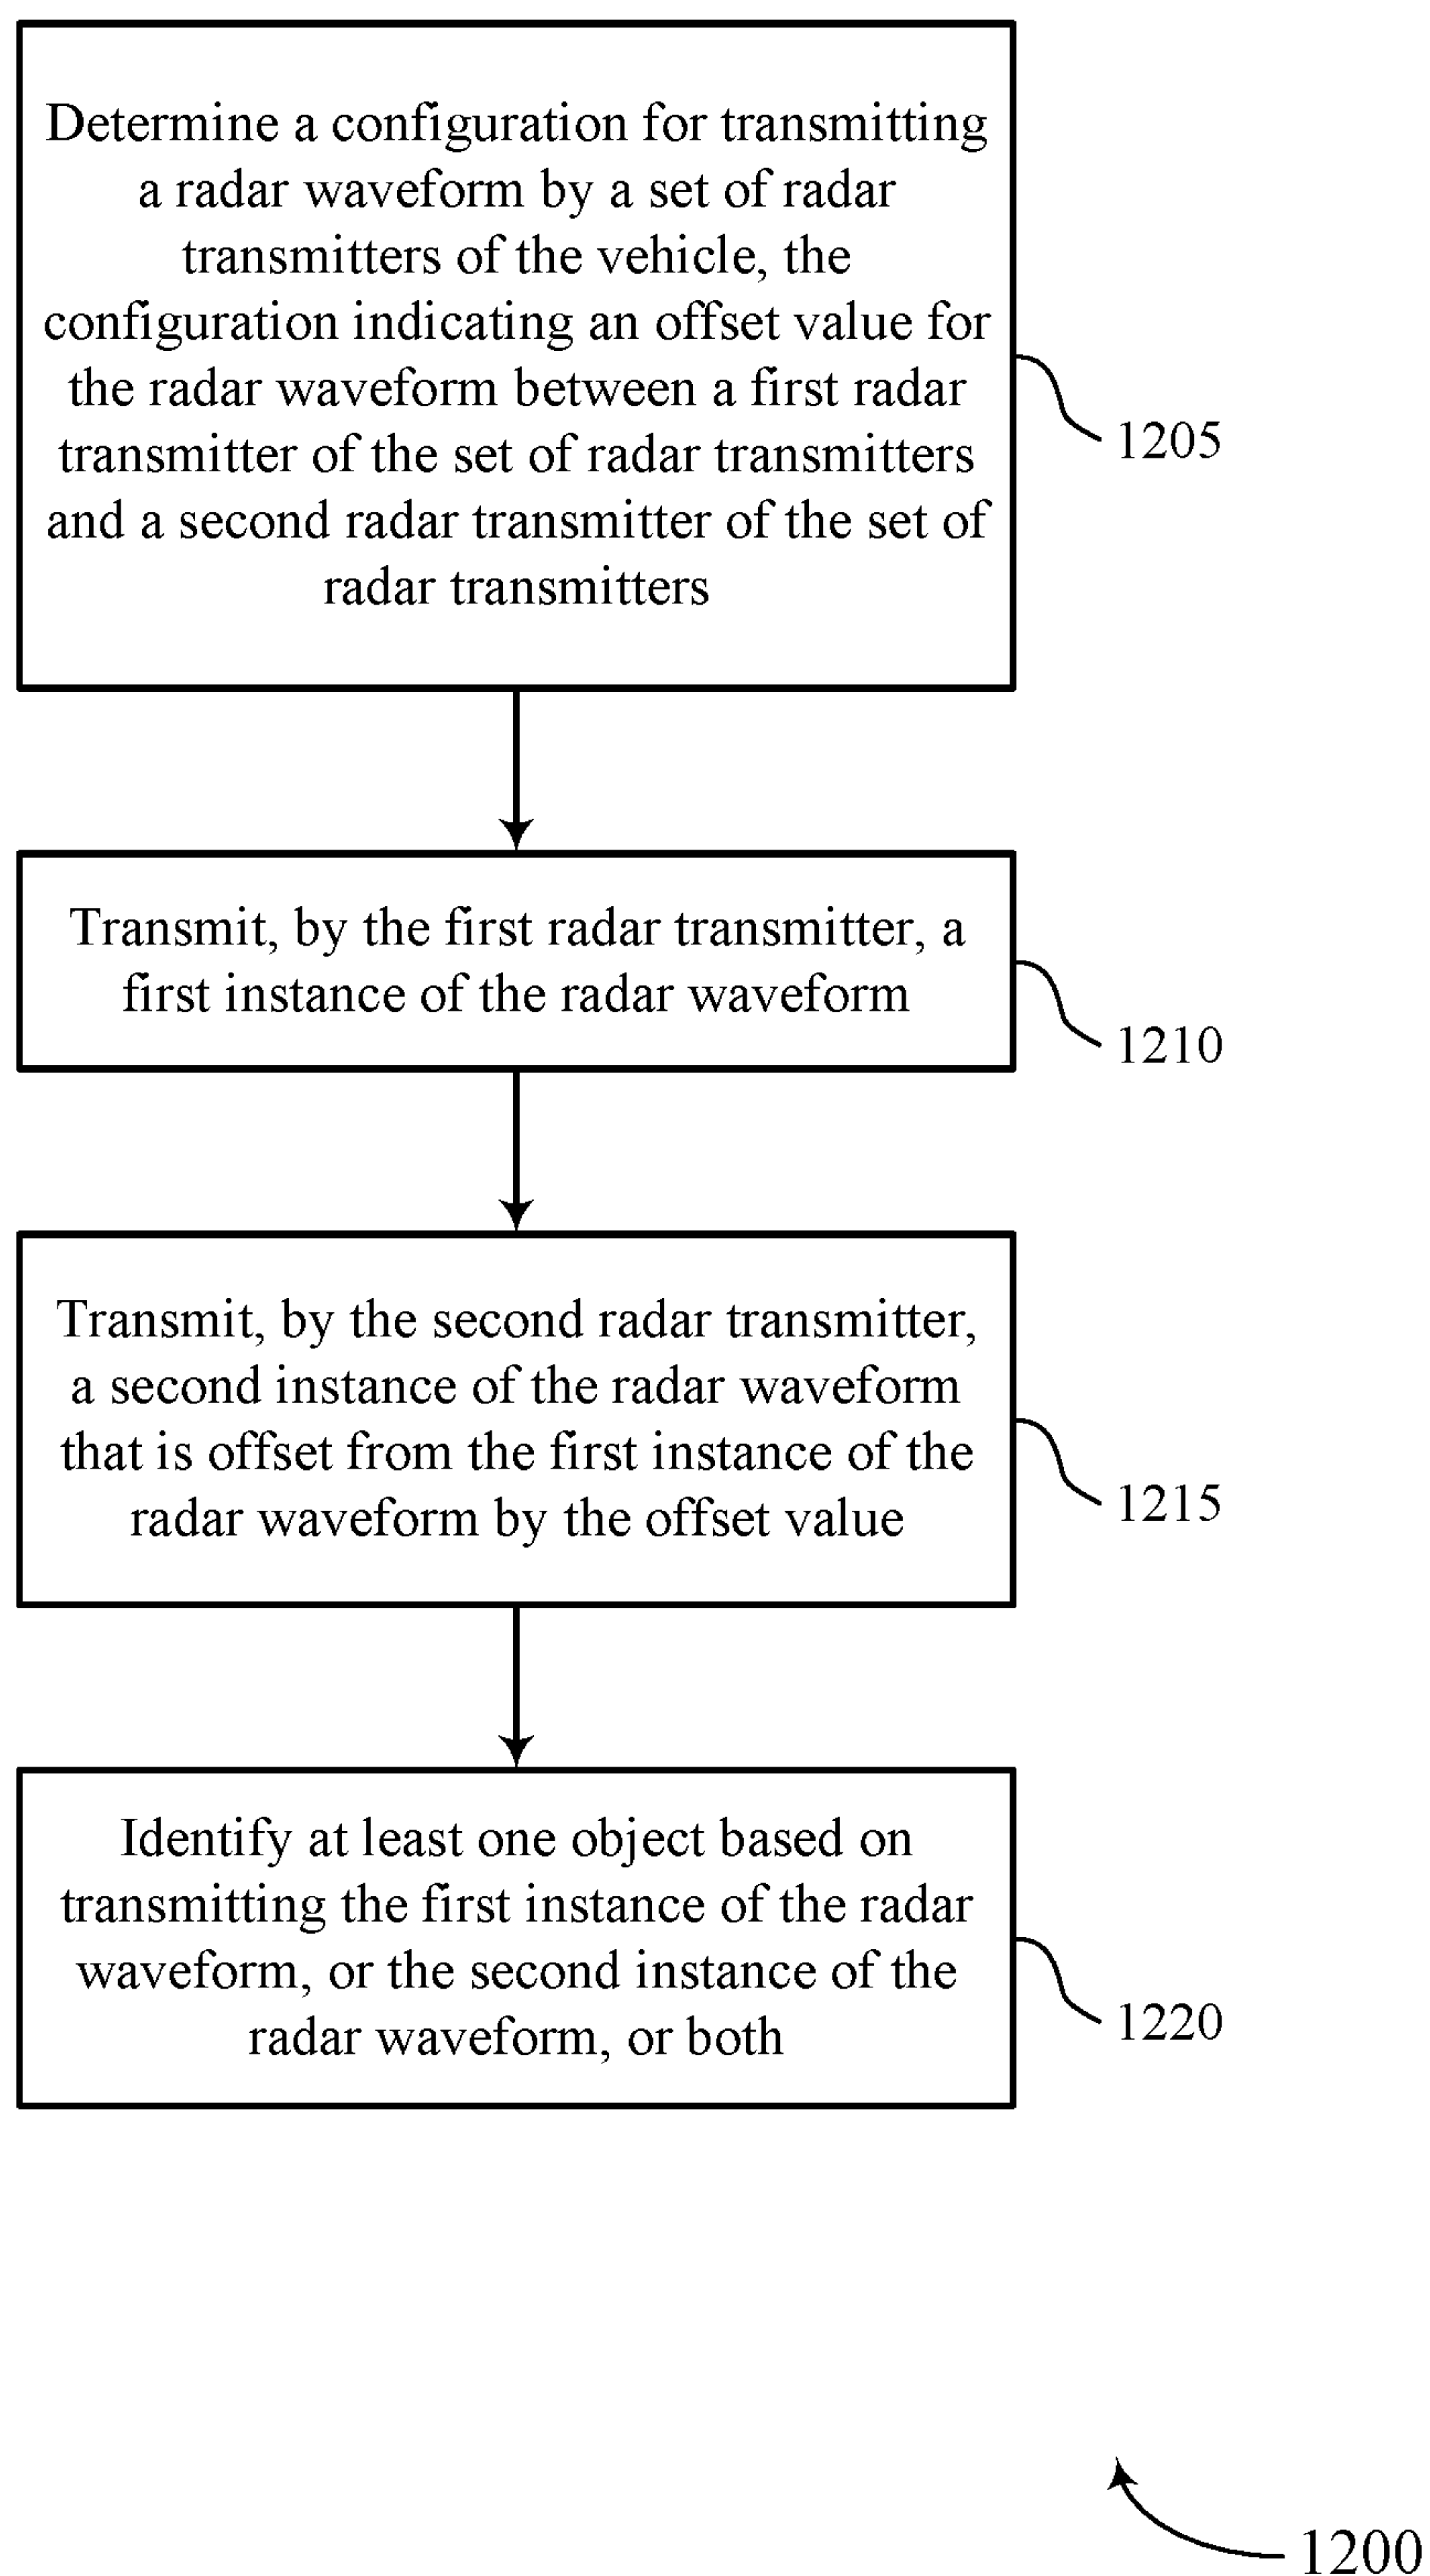 Determine a configuration for transmitting
a radar waveform by a set of radar
transmitters of the vehicle, the
configuration indicating an offset value for
the radar waveform between a first radar
transmitter of the set of radar transmitters
and a second radar transmitter of the set of
radar transmitters
1205
Transmit, by the first radar transmitter, a
first instance of the radar waveform
1210
Transmit, by the second radar transmitter,
a second instance of the radar waveform
that is offset from the first instance of the
radar waveform by the offset value
1215
Identify at least one object based on
transmitting the first instance of the radar
waveform, or the second instance of the
radar waveform, or both
1220
1200